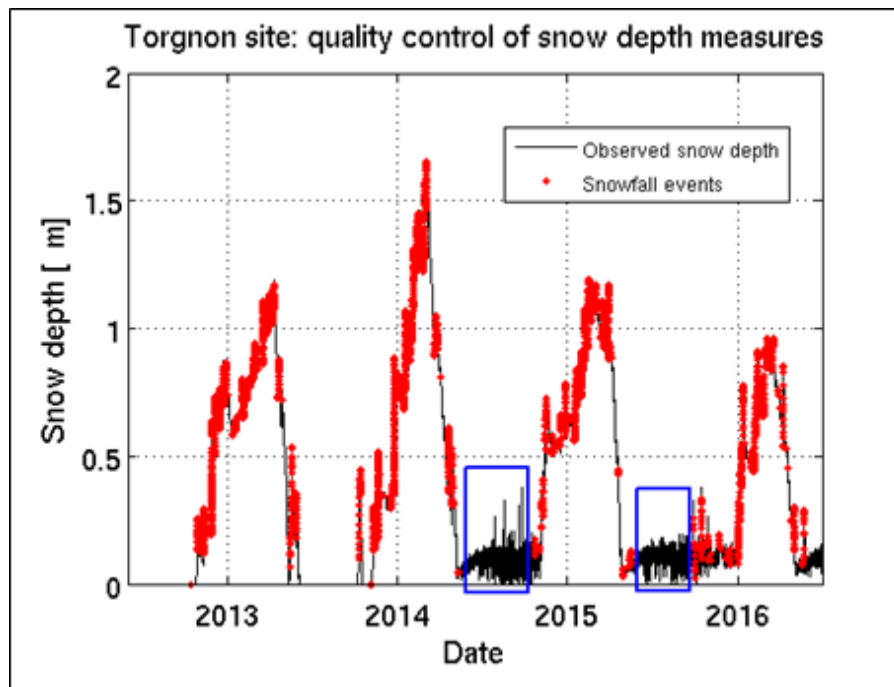 Torgnon site: quality control of snow depth measures
2
1.5
1
0.5
0
Snow depth [ m]
Observed snow depth
Snowfall events
2013 2014 2015 2016
Date